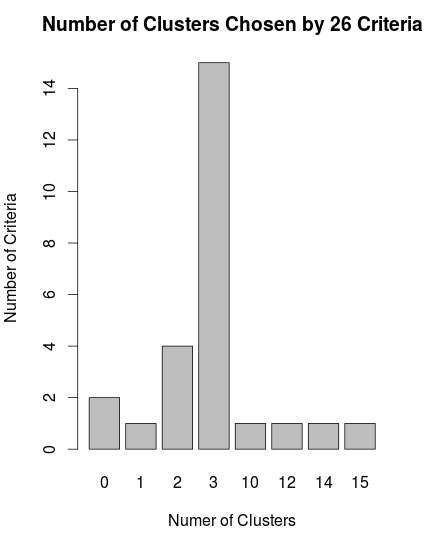 Number of Clusters Chosen by 26 Criteria
Number of Criteria
14
12
10
8
6
4
2
0
0 1 2 3 10 12 14 15
Numer of Clusters